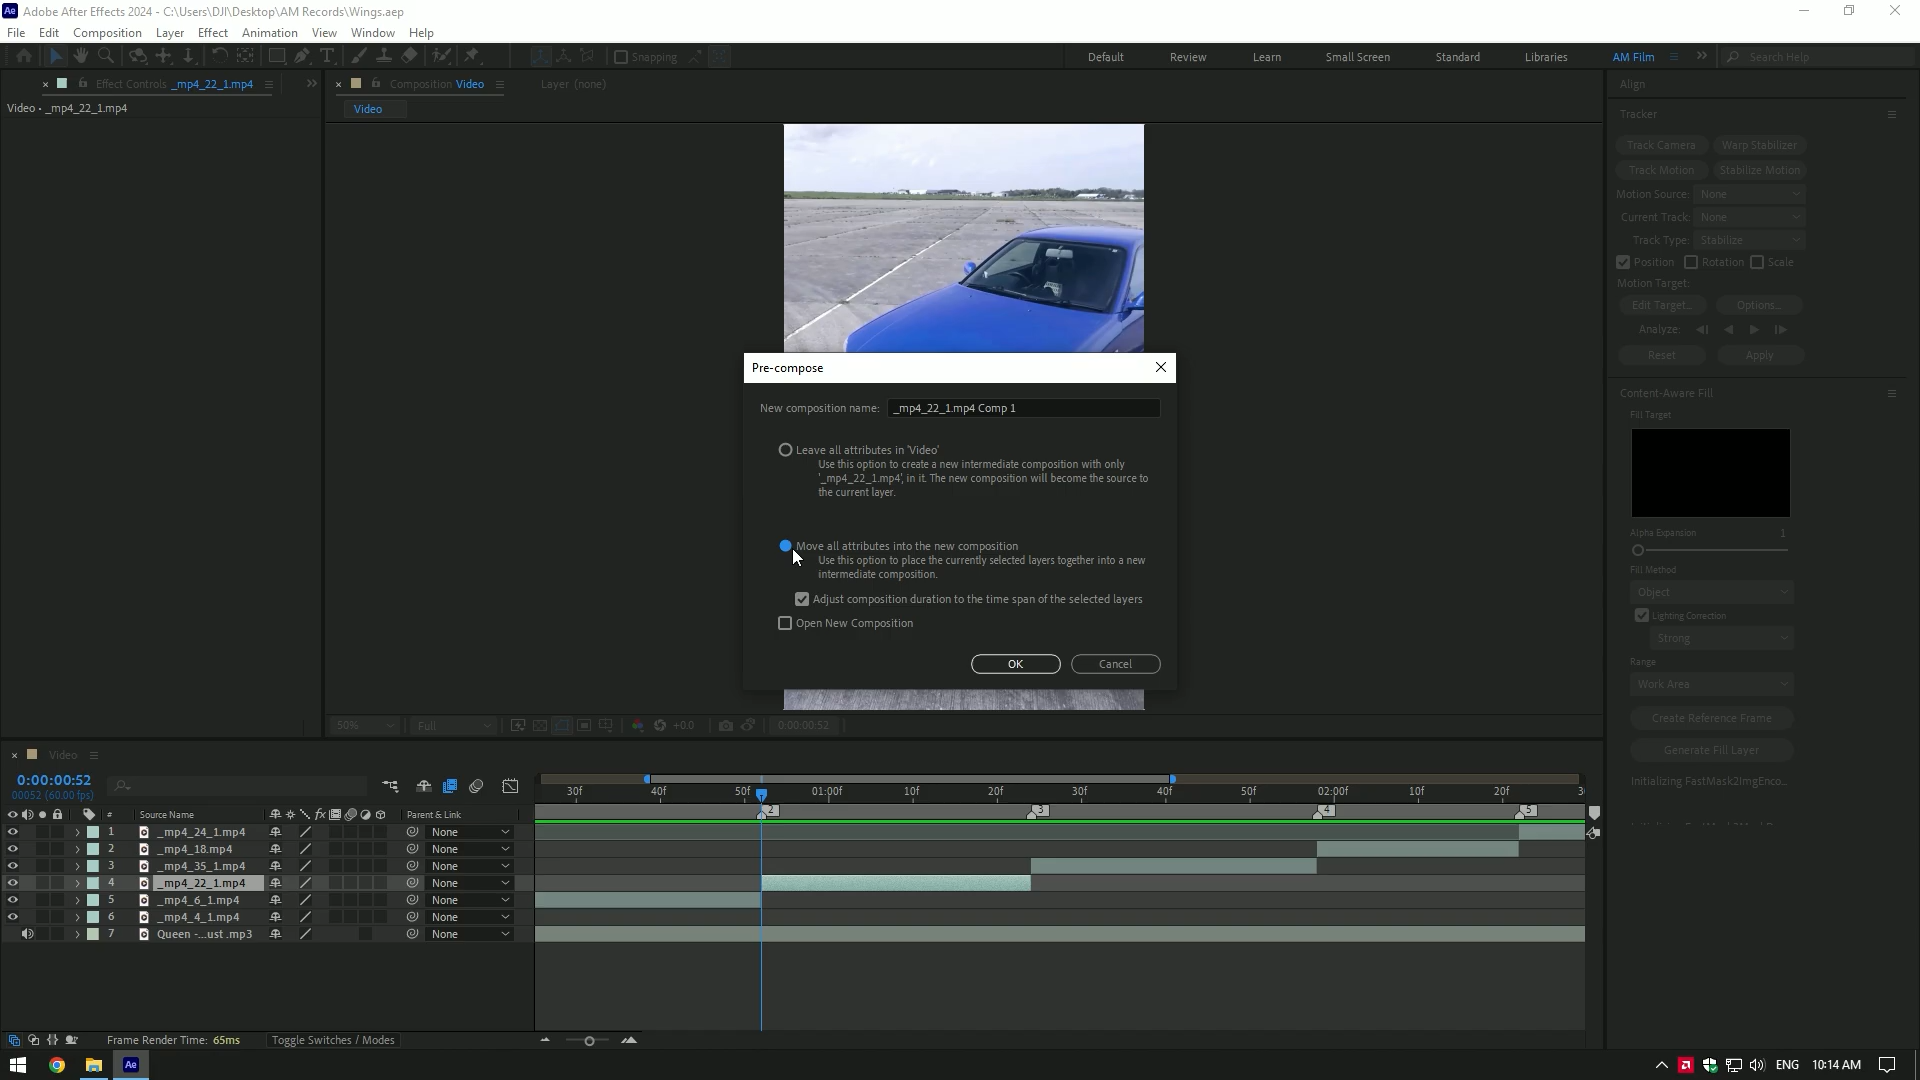 Ae Adobe After Effects 2024 - C:\Users\DJI\Desktop\AM Records\Wings.aep
File Edit Composition Layer Effect Animation View Window Help
Snapping Default Review Learn Small Screen Standard Libraries AM Film Search Help
Effect Controls _mp4_22_1.mp4
Composition Video Layer (none)
Video • _mp4_22_1.mp4
Video
Align
Tracker
Track Camera Warp Stabilizer
Track Motion Stabilize Motion
Motion Source: None
Current Track: None
Track Type: Stabilize
Position Rotation Scale
Motion Target:
Edit Target... Options...
Analyze:
Reset Apply
Content-Aware Fill
Fill Target
Alpha Expansion 1
Fill Method
Object
Lighting Correction
Strong
Range
Work Area
Create Reference Frame
Generate Fill Layer
Initializing FastMask2ImgEnco...
Pre-compose
New composition name: _mp4_22_1.mp4 Comp 1
Leave all attributes in 'Video'
Use this option to create a new intermediate composition with only
'_mp4_22_1.mp4', in it. The new composition will become the source to
the current layer.
Move all attributes into the new composition
Use this option to place the currently selected layers together into a new
intermediate composition.
Adjust composition duration to the time span of the selected layers
Open New Composition
OK Cancel
50% Full +0.0 0:00:00:52
Video
0:00:00:52
00052 (60.00 fps)
30f 40f 50f 01:00f 10f 20f 30f 40f 50f 02:00f 10f 20f 3
2 3 4 5
# Source Name fx Parent & Link
1 _mp4_24_1.mp4 None
2 _mp4_18.mp4 None
3 _mp4_35_1.mp4 None
4 _mp4_22_1.mp4 None
5 _mp4_6_1.mp4 None
6 _mp4_4_1.mp4 None
7 Queen -...ust .mp3 None
Frame Render Time: 65ms Toggle Switches / Modes
Ae ENG 10:14 AM